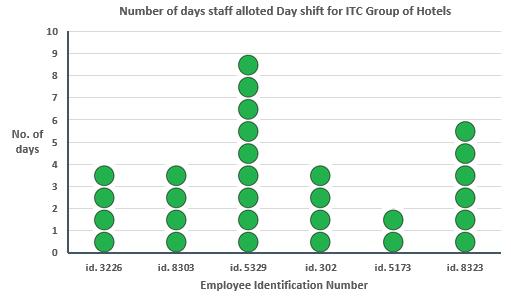 Number of days staff alloted Day shift for ITC Group of Hotels
10
9
8
7
6
5
4
3
2
1
0
No. of
days
id. 3226 id. 8303 id. 5329 id. 302 id. 5173 id. 8323
Employee Identification Number